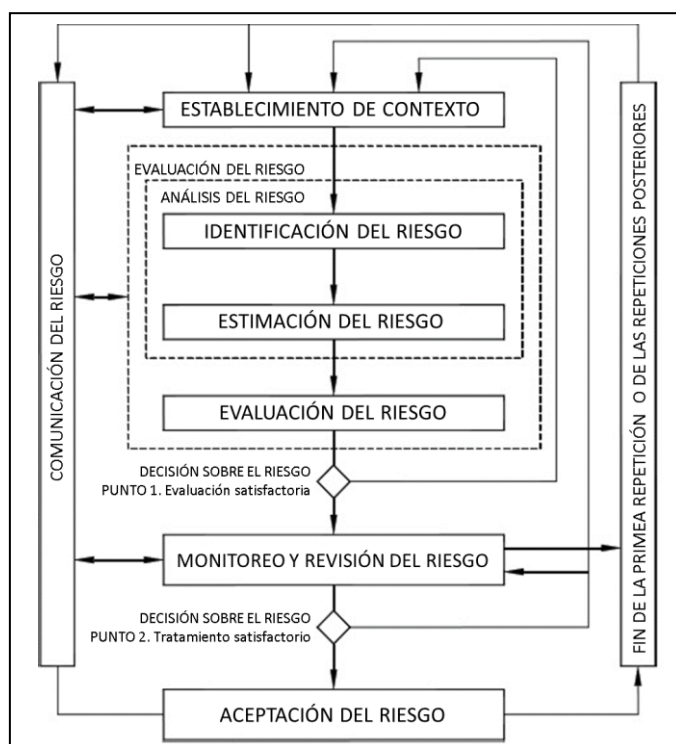 ESTABLECIMIENTO DE CONTEXTO
EVALUACIÓN DEL RIESGO
ANÁLISIS DEL RIESGO
IDENTIFICACIÓN DEL RIESGO
ESTIMACIÓN DEL RIESGO
EVALUACIÓN DEL RIESGO
DECISIÓN SOBRE EL RIESGO
PUNTO 1. Evaluación satisfactoria
MONITOREO Y REVISIÓN DEL RIESGO
DECISIÓN SOBRE EL RIESGO
PUNTO 2. Tratamiento satisfactorio
ACEPTACIÓN DEL RIESGO
COMUNICACIÓN DEL RIESGO
FIN DE LA PRIMEA REPETICIÓN O DE LAS REPETICIONES POSTERIORES